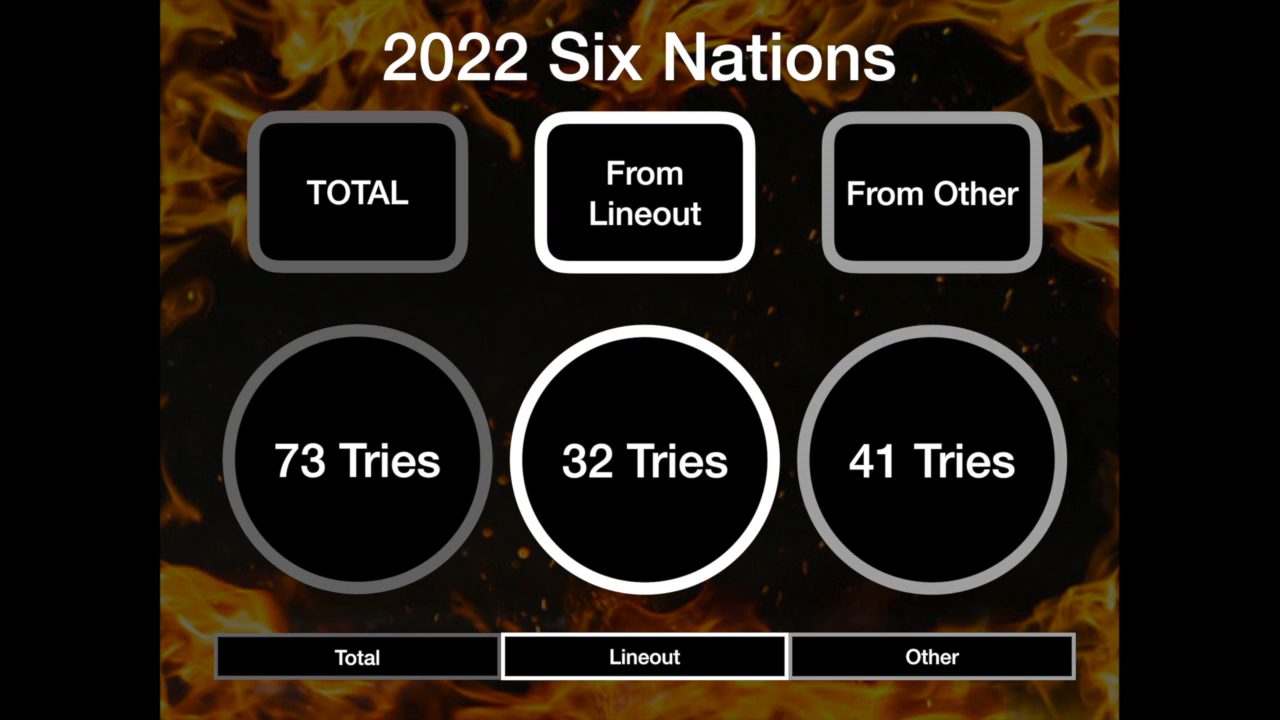 2022 Six Nations
TOTAL
From
Lineout
From Other
73 Tries
32 Tries
41 Tries
Total
Lineout
Other